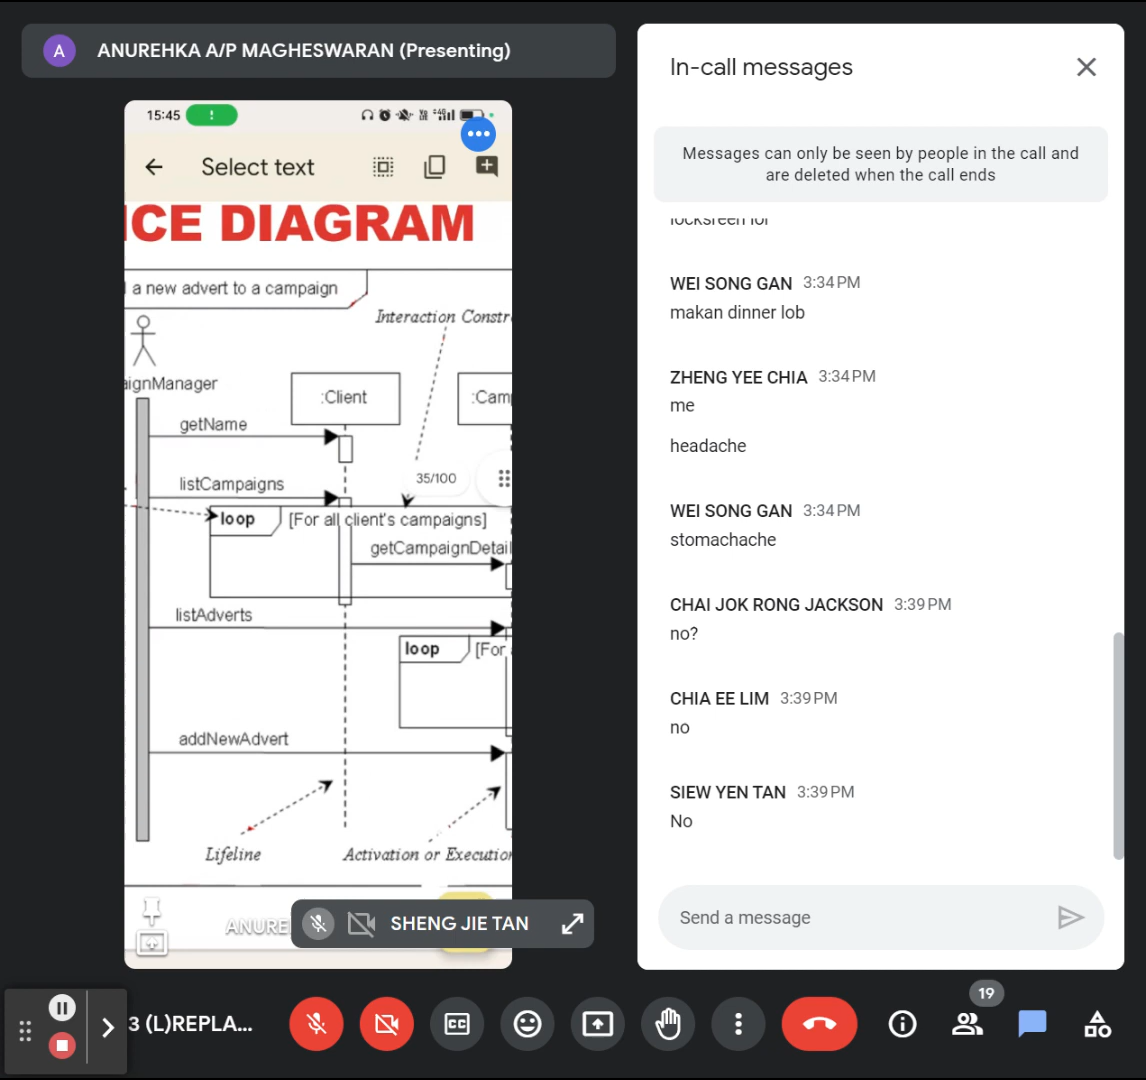 A ANUREHKA A/P MAGHESWARAN (Presenting)
15:45
Select text
ICE DIAGRAM
a new advert to a campaign
Interaction Constr
aignManager
:Client
:Cam
getName
35/100
listCampaigns
loop [For all client's campaigns]
getCampaignDetail
listAdverts
loop [For
addNewAdvert
Lifeline
Activation or Execution
ANURE
SHENG JIE TAN
In-call messages
Messages can only be seen by people in the call and
are deleted when the call ends
WEI SONG GAN 3:34 PM
makan dinner lob
ZHENG YEE CHIA 3:34 PM
me
headache
WEI SONG GAN 3:34 PM
stomachache
CHAI JOK RONG JACKSON 3:39 PM
no?
CHIA EE LIM 3:39 PM
no
SIEW YEN TAN 3:39 PM
No
Send a message
3 (L)REPLA...
CC
19